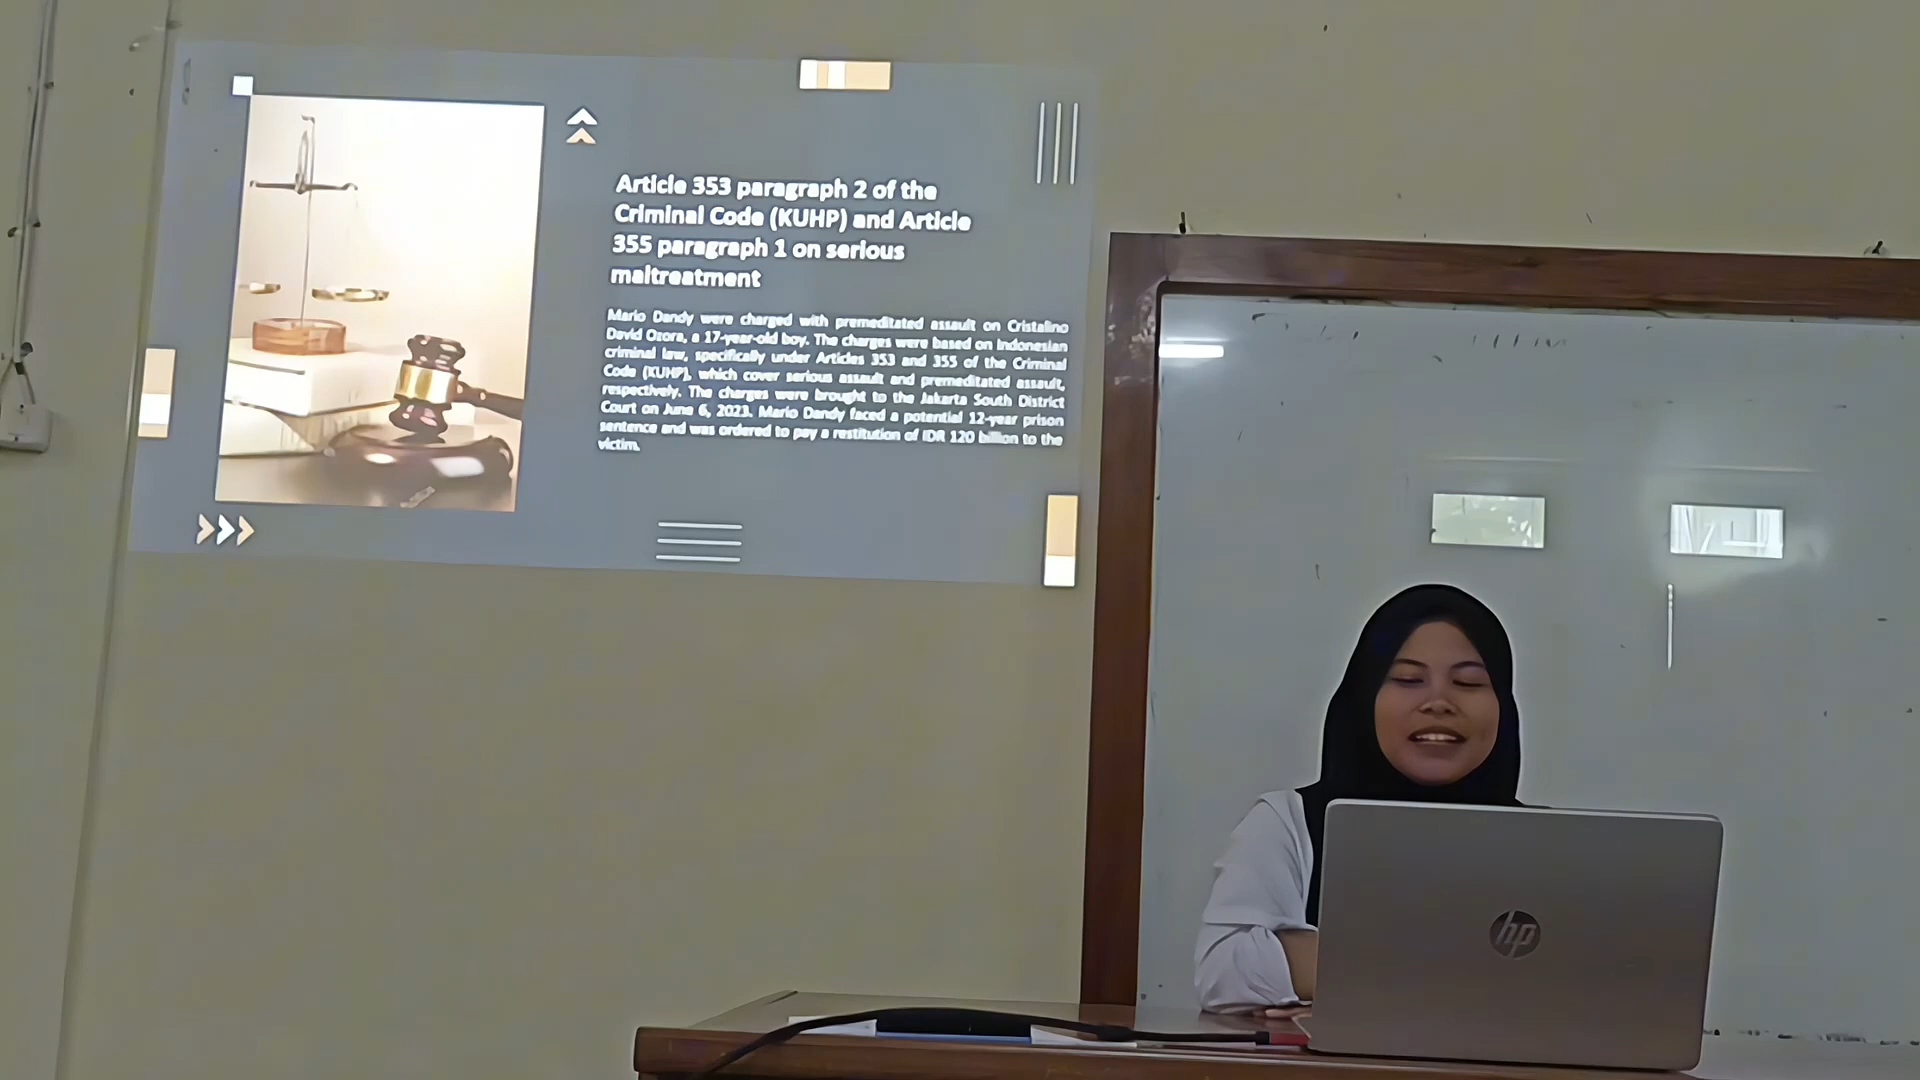 Article 353 paragraph 2 of the
Criminal Code (KUHP) and Article
355 paragraph 1 on serious
maltreatment
Mario Dandy were charged with premeditated assault on Cristalino
David Ozora, a 17-year-old boy. The charges were based on Indonesian
criminal law, specifically under Articles 353 and 355 of the Criminal
Code (KUHP), which cover serious assault and premeditated assault,
respectively. The charges were brought to the Jakarta South District
Court on June 6, 2023. Mario Dandy faced a potential 12-year prison
sentence and was ordered to pay a restitution of IDR 120 billion to the
victim.
hp